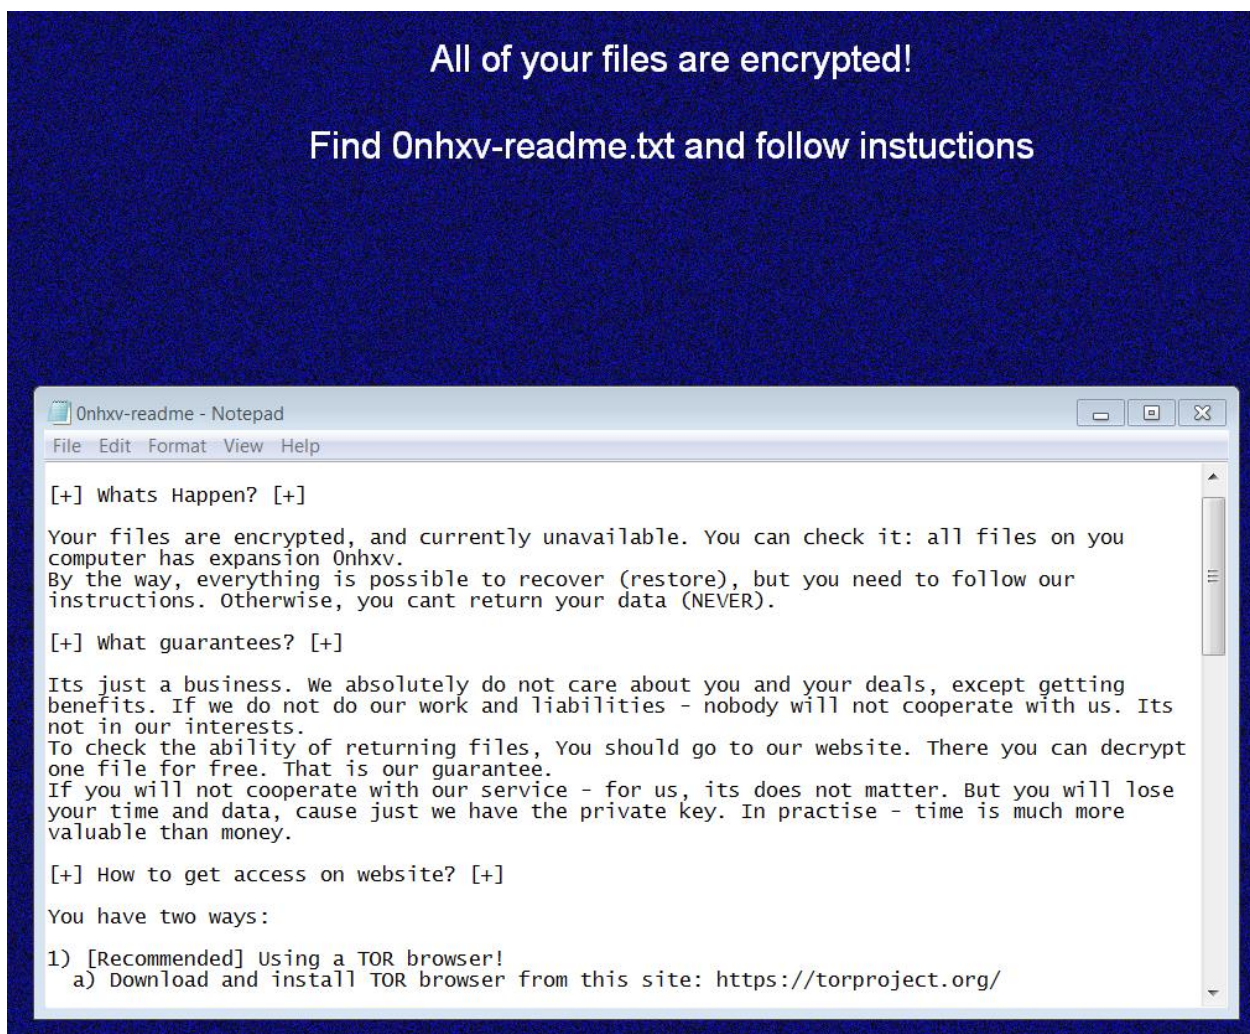 All of your files are encrypted!
Find 0nhxv-readme.txt and follow instuctions
0nhxv-readme - Notepad
File Edit Format View Help
[+] Whats Happen? [+]
Your files are encrypted, and currently unavailable. You can check it: all files on you
computer has expansion 0nhxv.
By the way, everything is possible to recover (restore), but you need to follow our
instructions. Otherwise, you cant return your data (NEVER).
[+] What guarantees? [+]
Its just a business. We absolutely do not care about you and your deals, except getting
benefits. If we do not do our work and liabilities - nobody will not cooperate with us. Its
not in our interests.
To check the ability of returning files, You should go to our website. There you can decrypt
one file for free. That is our guarantee.
If you will not cooperate with our service - for us, its does not matter. But you will lose
your time and data, cause just we have the private key. In practise - time is much more
valuable than money.
[+] How to get access on website? [+]
You have two ways:
1) [Recommended] Using a TOR browser!
a) Download and install TOR browser from this site: https://torproject.org/